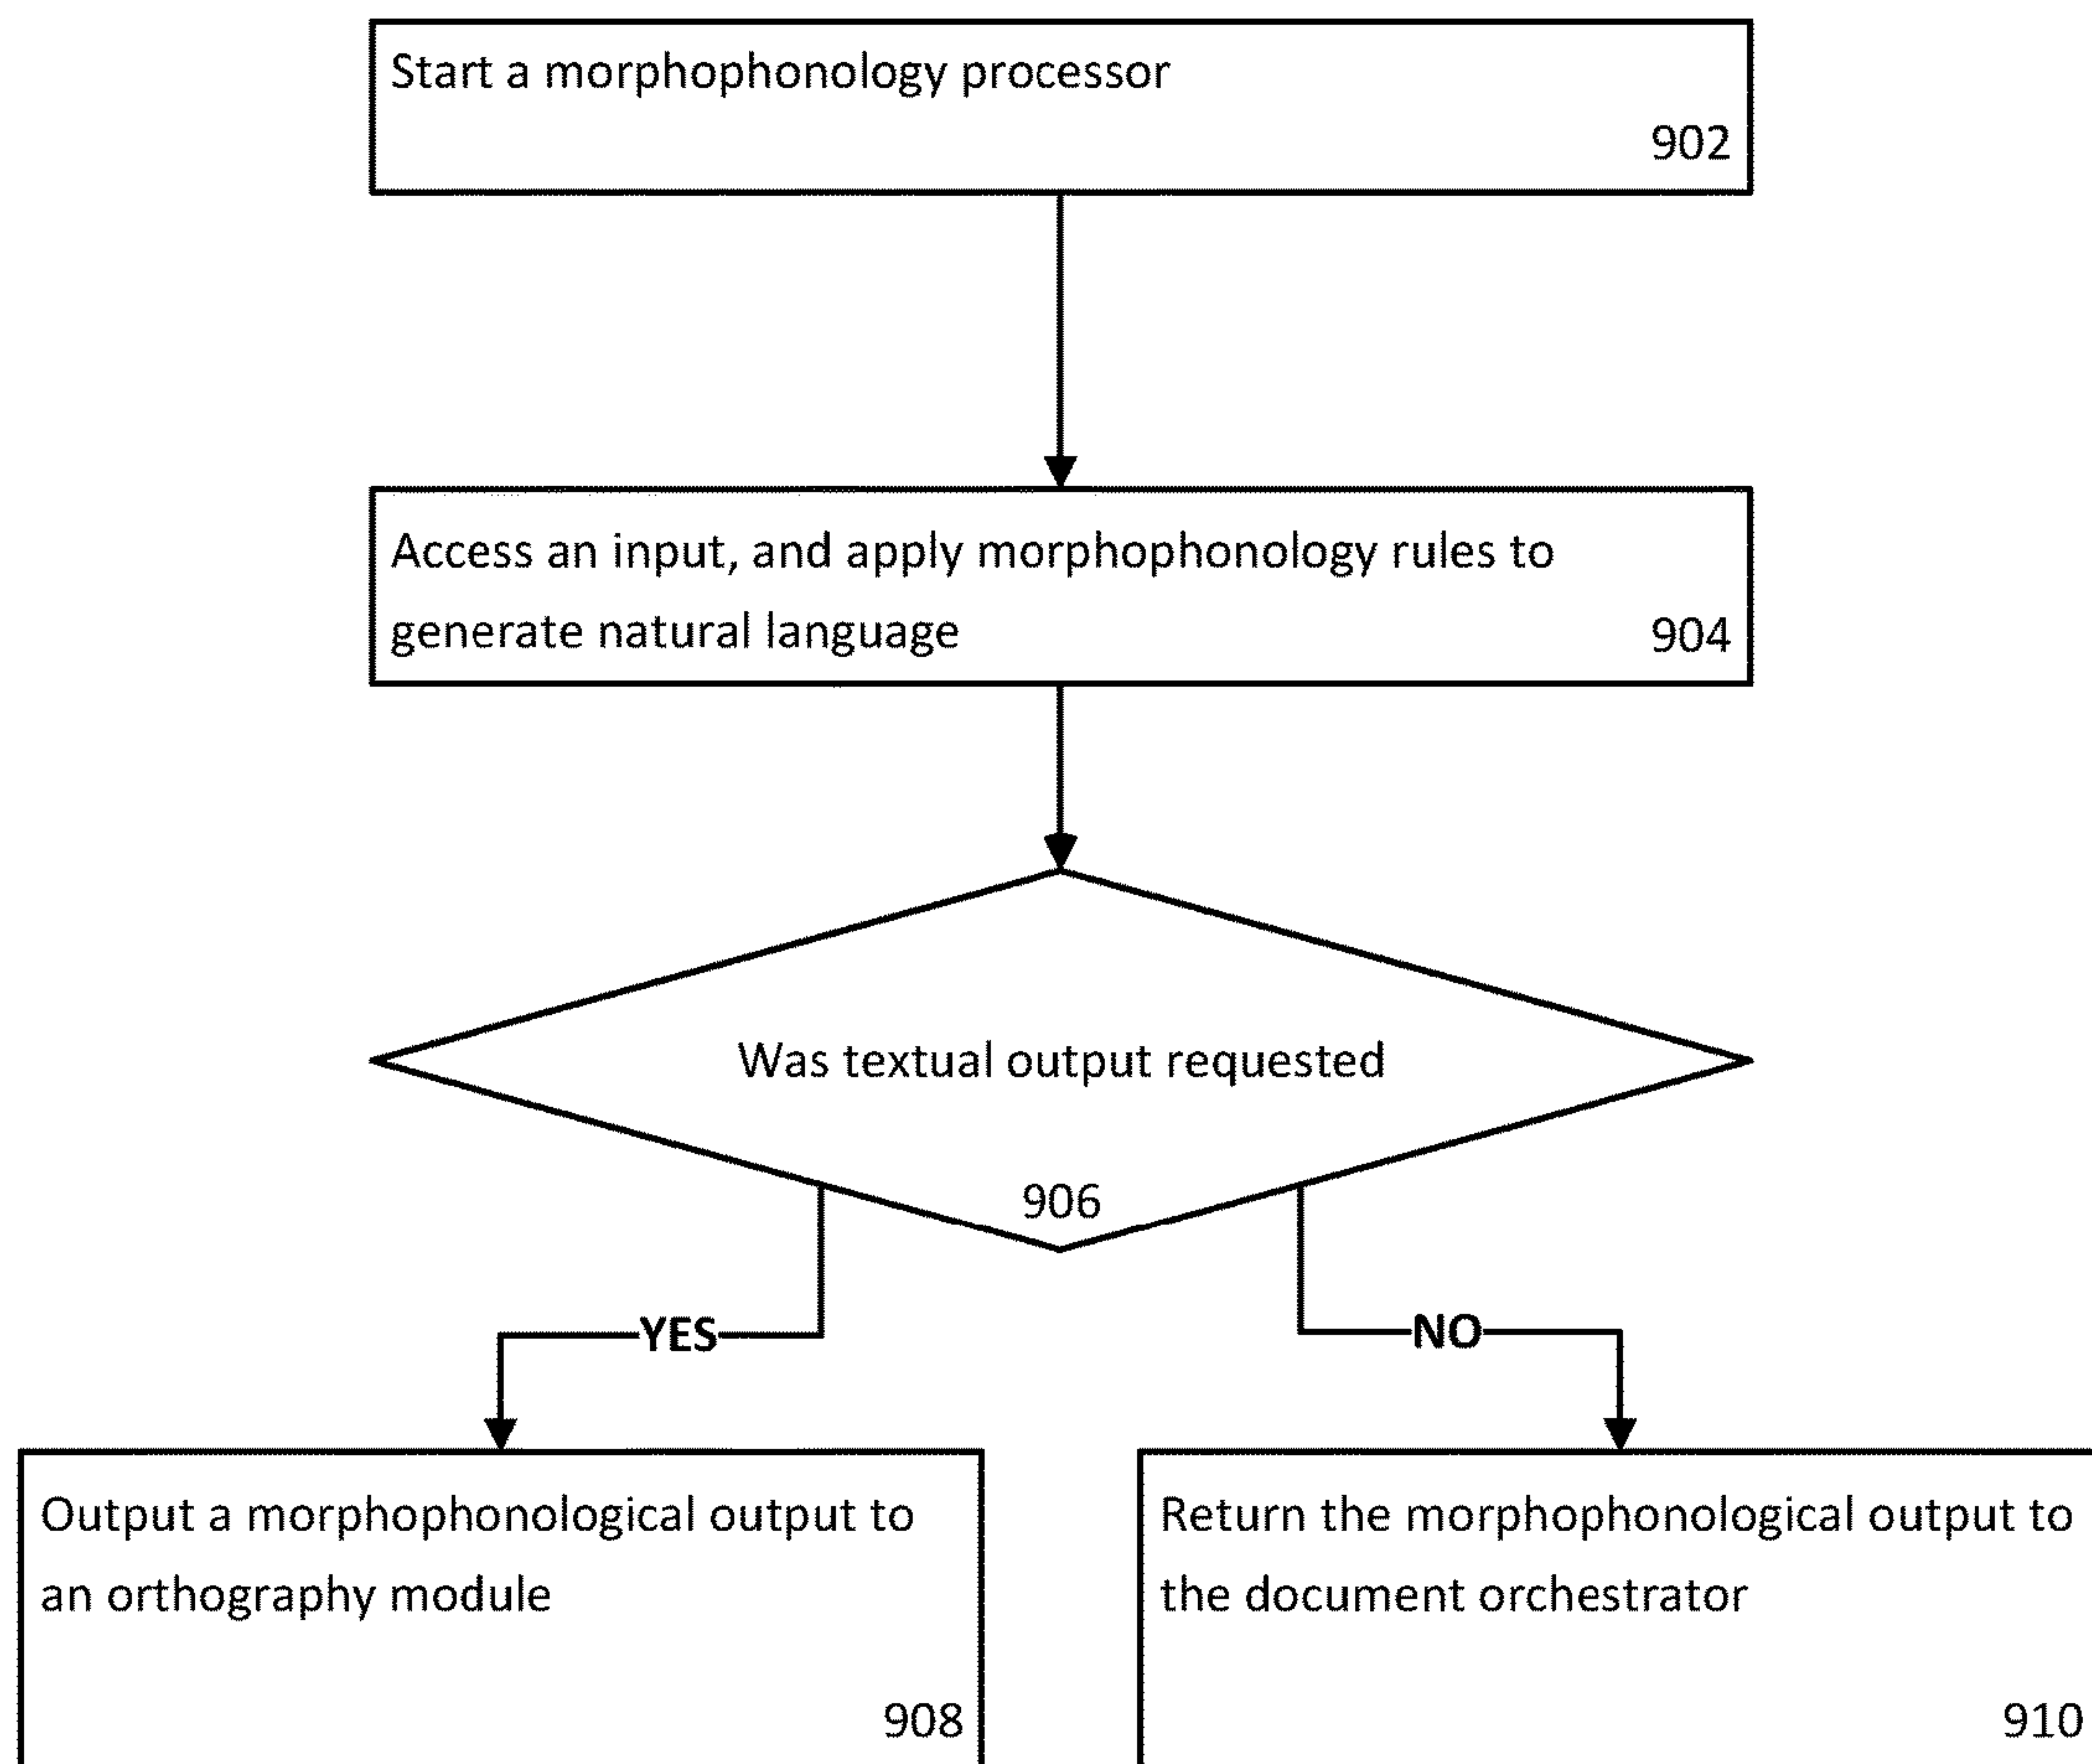 Start a morphophonology processor
902
Access an input, and apply morphophonology rules to
generate natural language
904
Was textual output requested
906
YES
NO
Output a morphophonological output to
an orthography module
908
Return the morphophonological output to
the document orchestrator
910